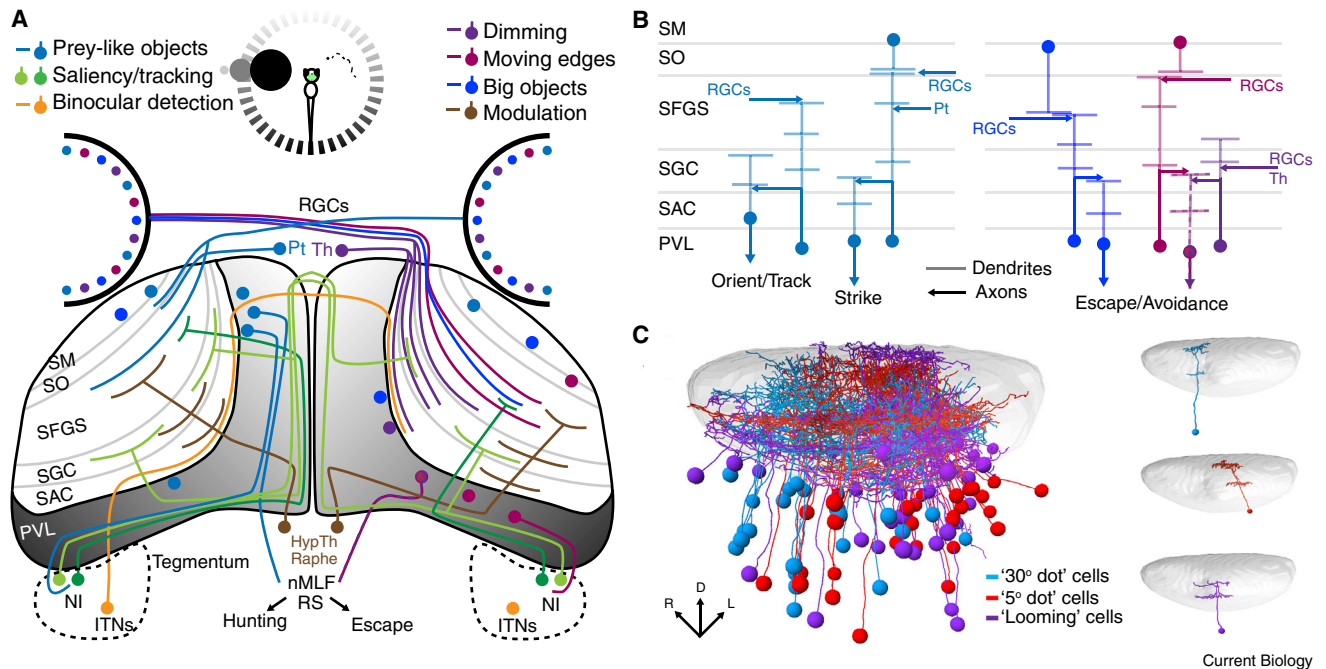 A
Prey-like objects
Saliency/tracking
Binocular detection
Dimming
Moving edges
Big objects
Modulation
RGCs
Pt
Th
SM
SO
SFGS
SGC
SAC
PVL
Tegmentum
HypTh
Raphe
NI
ITNs
nMLF
RS
Hunting
Escape
NI
ITNs
B
SM
SO
SFGS
SGC
SAC
PVL
RGCs
RGCs
Pt
RGCs
RGCs
RGCs
Th
Orient/Track
Strike
Dendrites
Axons
Escape/Avoidance
C
R
D
L
‘30° dot’ cells
‘5° dot’ cells
‘Looming’ cells
Current Biology